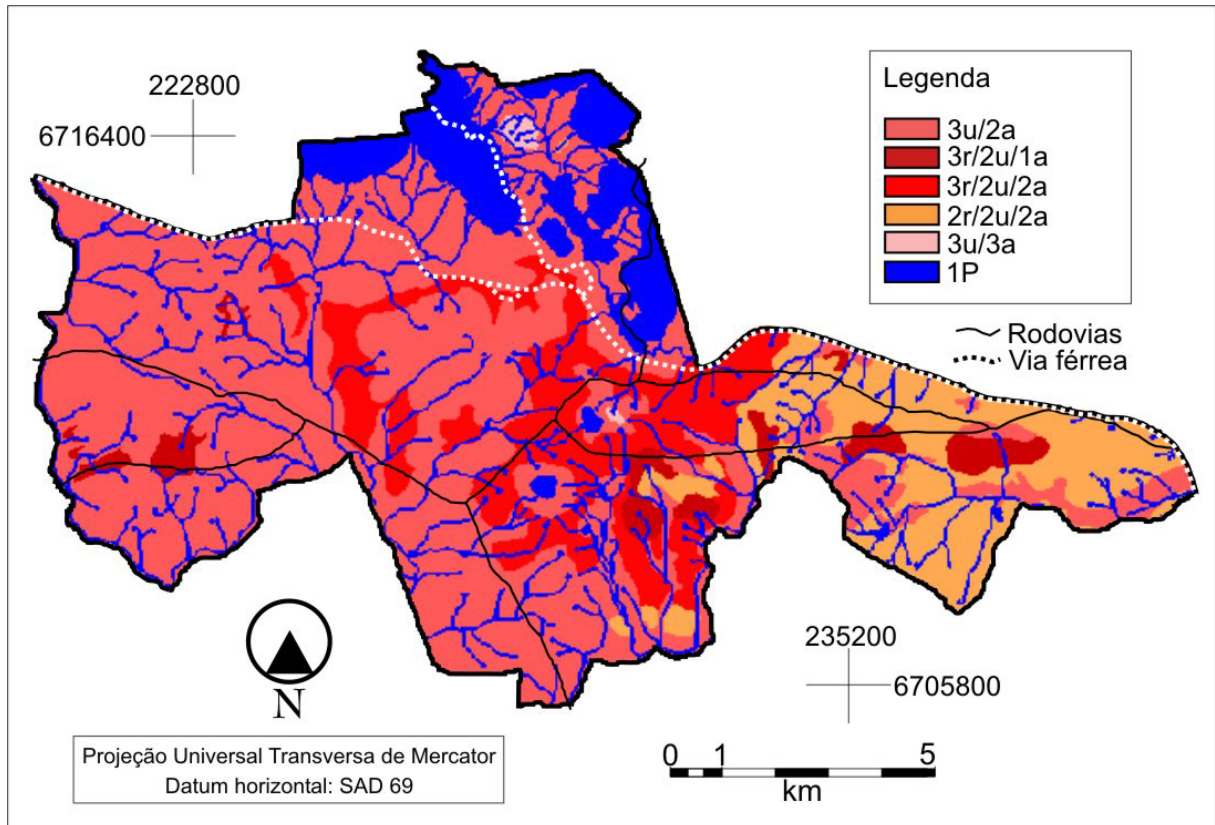 222800
6716400
Legenda
3u/2a
3r/2u/1a
3r/2u/2a
2r/2u/2a
3u/3a
1P
Rodovias
Via férrea
N
235200
6705800
Projeção Universal Transversa de Mercator
Datum horizontal: SAD 69
0 1 5
km